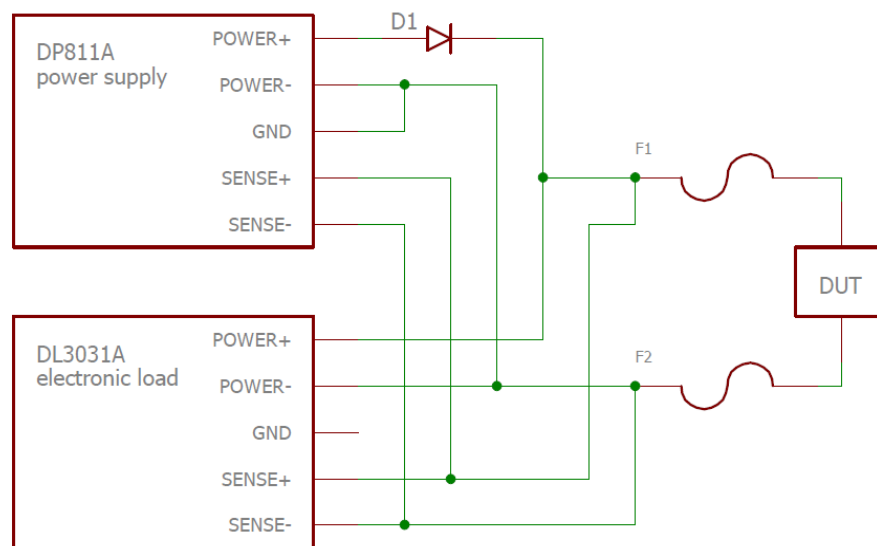 D1
DP811A
power supply
POWER+
POWER-
GND
SENSE+
SENSE-
F1
DUT
F2
DL3031A
electronic load
POWER+
POWER-
GND
SENSE+
SENSE-